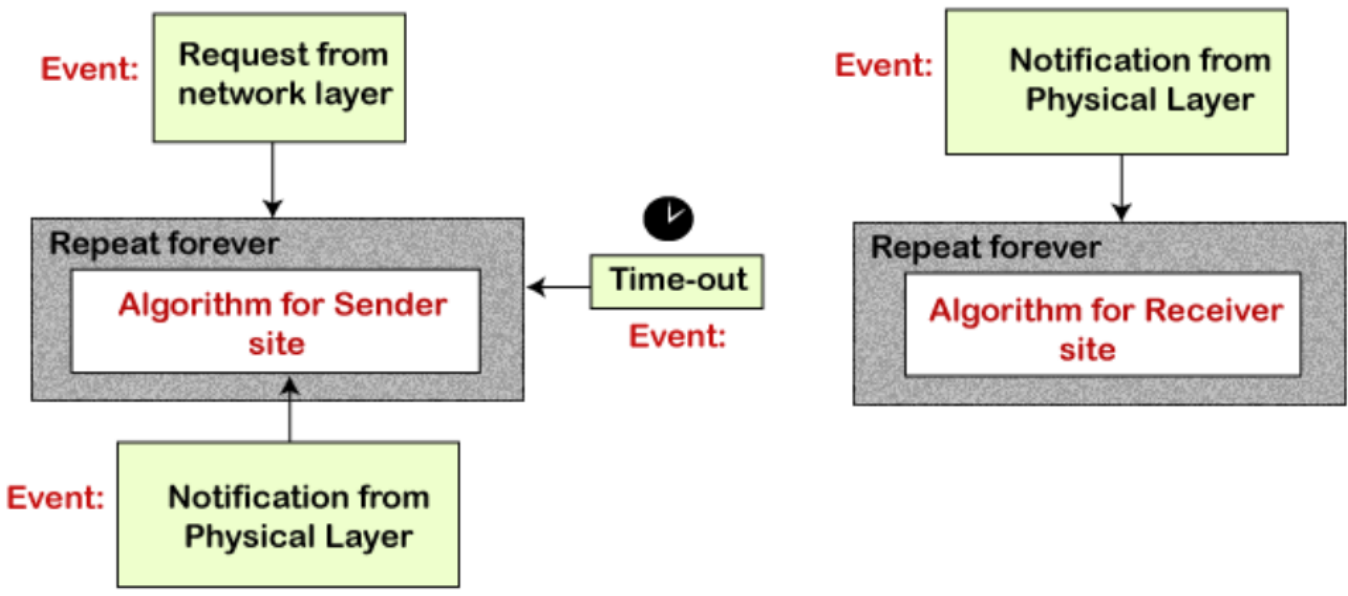 Event:
Request from
network layer
Repeat forever
Algorithm for Sender
site
Time-out
Event:
Event:
Notification from
Physical Layer
Event:
Notification from
Physical Layer
Repeat forever
Algorithm for Receiver
site